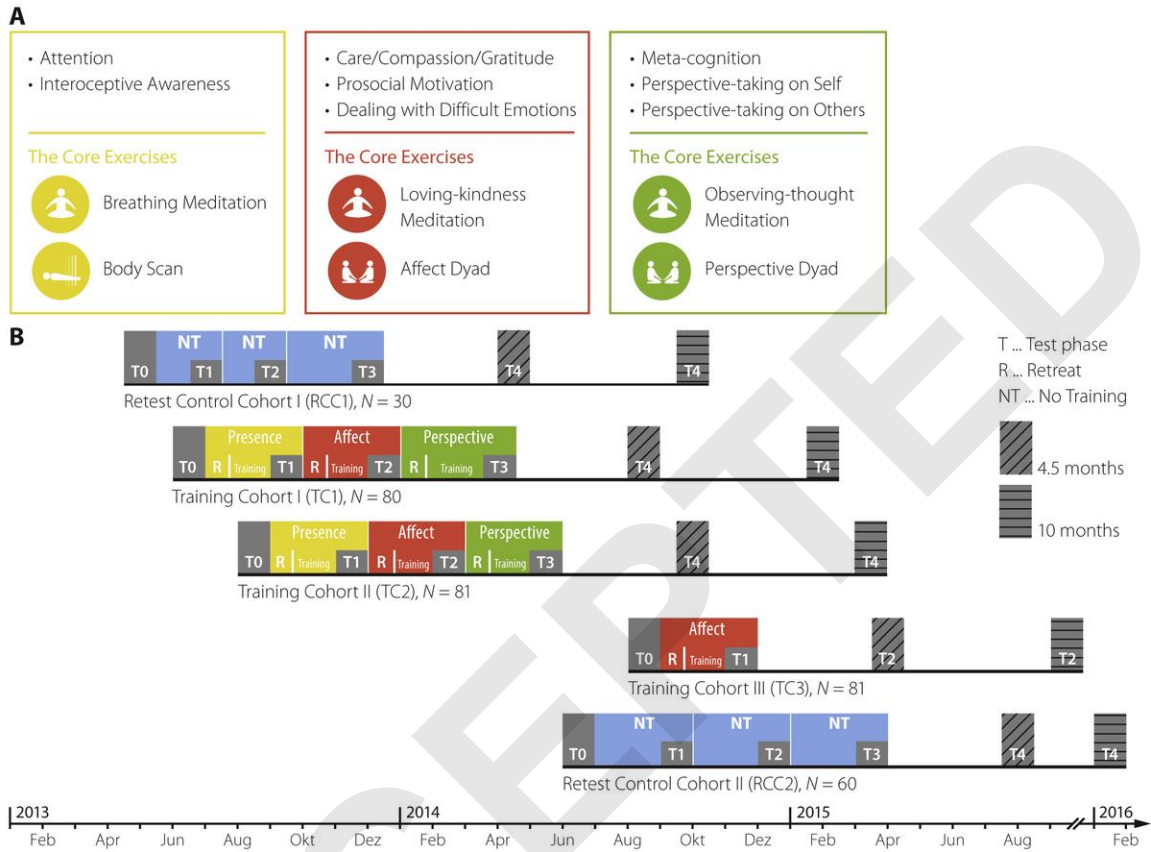 A
• Attention
• Interoceptive Awareness
The Core Exercises
Breathing Meditation
Body Scan
• Care/Compassion/Gratitude
• Prosocial Motivation
• Dealing with Difficult Emotions
The Core Exercises
Loving-kindness
Meditation
Affect Dyad
• Meta-cognition
• Perspective-taking on Self
• Perspective-taking on Others
The Core Exercises
Observing-thought
Meditation
Perspective Dyad
B
NT NT NT
T0 T1 T2 T3 T4 T4
Retest Control Cohort I (RCC1), N = 30
T ... Test phase
R ... Retreat
NT ... No Training
4.5 months
10 months
Presence Affect Perspective
T0 R Training T1 R Training T2 R Training T3 T4 T4
Training Cohort I (TC1), N = 80
Presence Affect Perspective
T0 R Training T1 R Training T2 R Training T3 T4 T4
Training Cohort II (TC2), N = 81
Affect
T0 R Training T1 T2 T2
Training Cohort III (TC3), N = 81
NT NT NT
T0 T1 T2 T3 T4 T4
Retest Control Cohort II (RCC2), N = 60
2013 2014 2015 2016
Feb Apr Jun Aug Okt Dez Feb Apr Jun Aug Okt Dez Feb Apr Jun Aug Feb